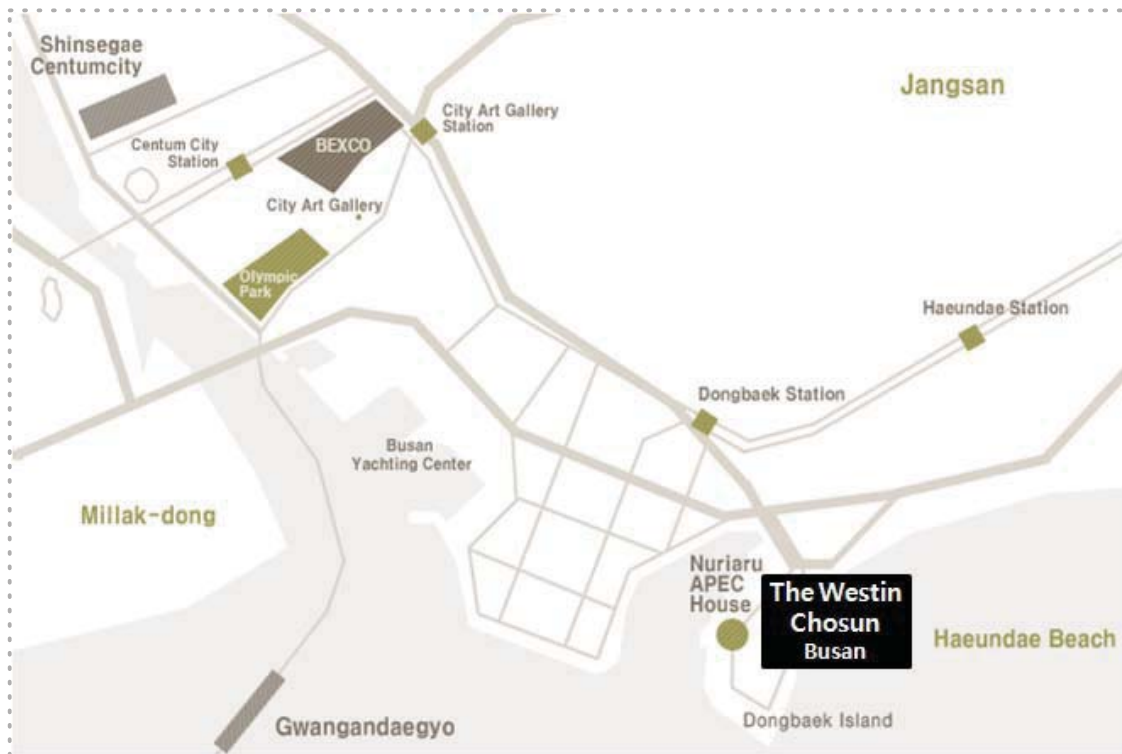 Shinsegae
Centumcity
Jangsan
City Art Gallery
Station
BEXCO
Centum City
Station
City Art Gallery
Olympic
Park
Haeundae Station
Dongbaek Station
Busan
Yachting Center
Millak-dong
Nuriaru
APEC
House
The Westin
Chosun
Busan
Haeundae Beach
Dongbaek Island
Gwangandaegyo